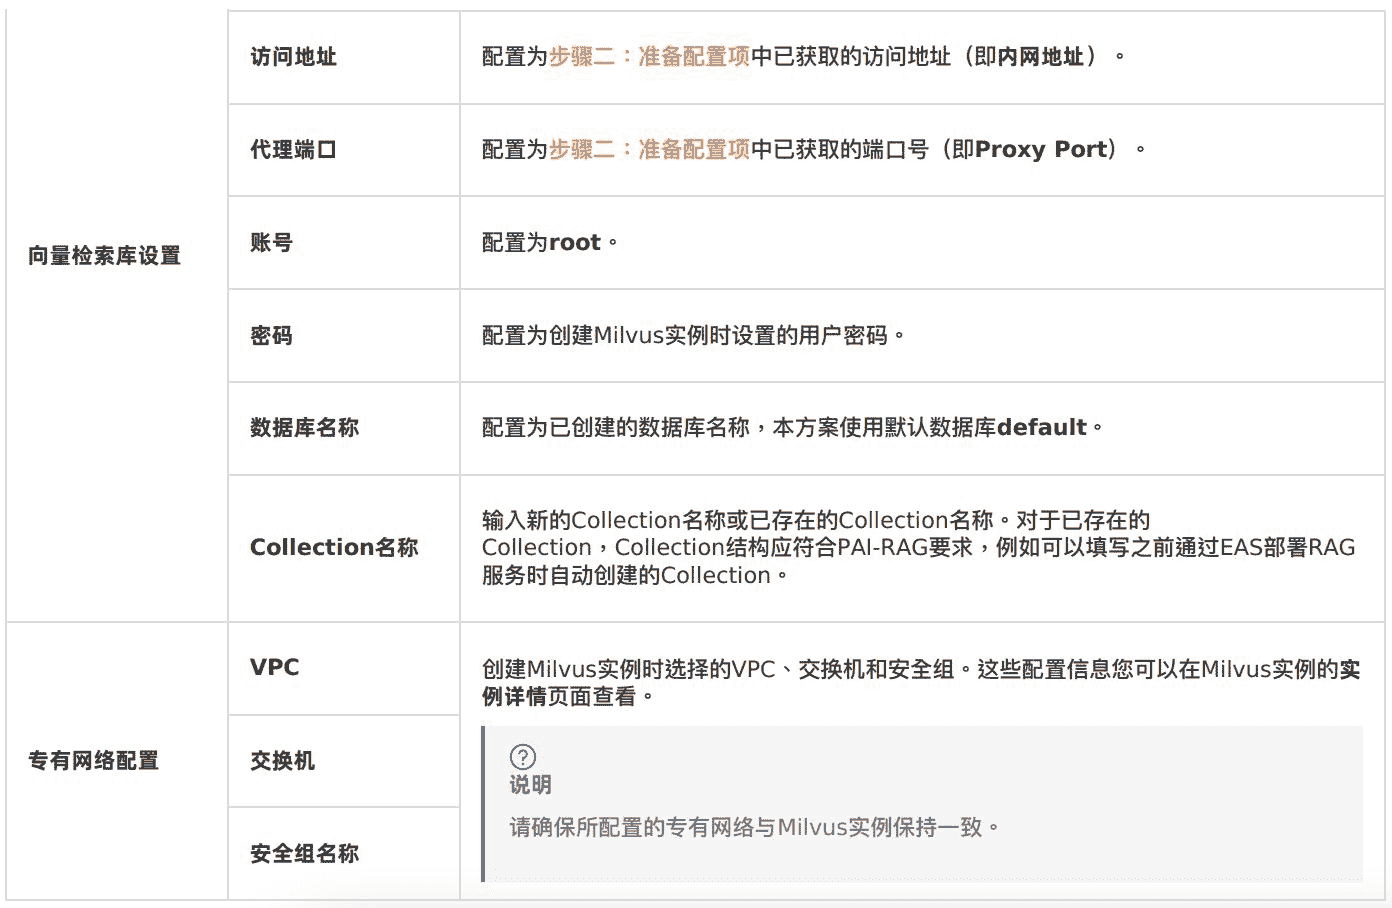 访问地址
配置为步骤二：准备配置项中已获取的访问地址（即内网地址）。
代理端口
配置为步骤二：准备配置项中已获取的端口号（即Proxy Port）。
向量检索库设置
账号
配置为root。
密码
配置为创建Milvus实例时设置的用户密码。
数据库名称
配置为已创建的数据库名称，本方案使用默认数据库default。
Collection名称
输入新的Collection名称或已存在的Collection名称。对于已存在的
Collection，Collection结构应符合PAI-RAG要求，例如可以填写之前通过EAS部署RAG
服务时自动创建的Collection。
专有网络配置
VPC
交换机
安全组名称
创建Milvus实例时选择的VPC、交换机和安全组。这些配置信息您可以在Milvus实例的实
例详情页面查看。
说明
请确保所配置的专有网络与Milvus实例保持一致。